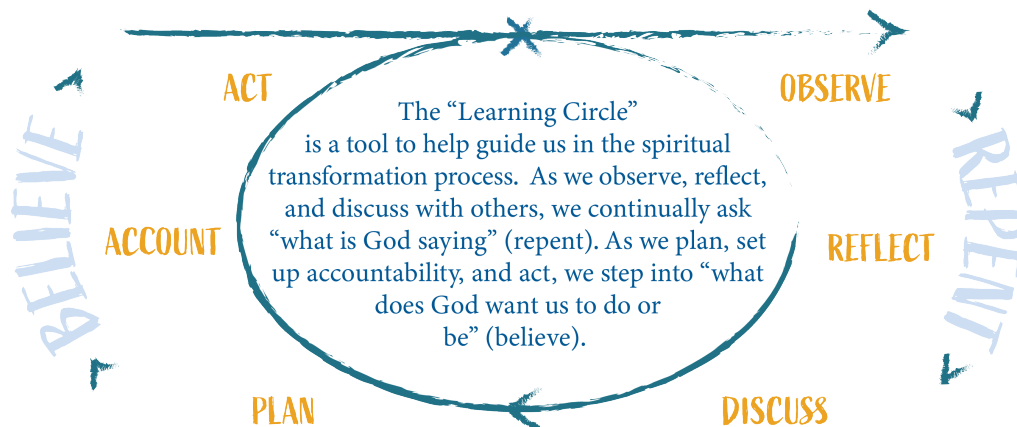 ACT
OBSERVE
BELIEVE
REPENT
The “Learning Circle”
is a tool to help guide us in the spiritual
transformation process.  As we observe, reflect,
and discuss with others, we continually ask
“what is God saying” (repent). As we plan, set
up accountability, and act, we step into “what
does God want us to do or
be” (believe).
ACCOUNT
REFLECT
PLAN
DISCUSS